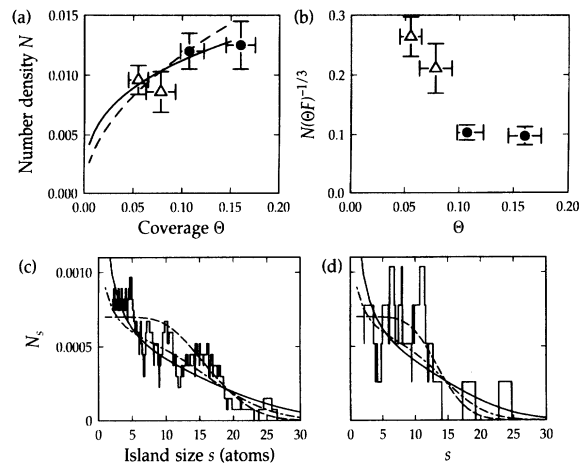 (a)
Number density N
0.015
0.010
0.005
0.000
0.00 0.05 0.10 0.15 0.20
Coverage Θ
(b)
N(ΘF)^{-1/3}
0.3
0.2
0.1
0.0
0.00 0.05 0.10 0.15 0.20
Θ
(c)
N_s
0.0010
0.0005
0
0 5 10 15 20 25 30
Island size s (atoms)
(d)
0 5 10 15 20 25 30
s